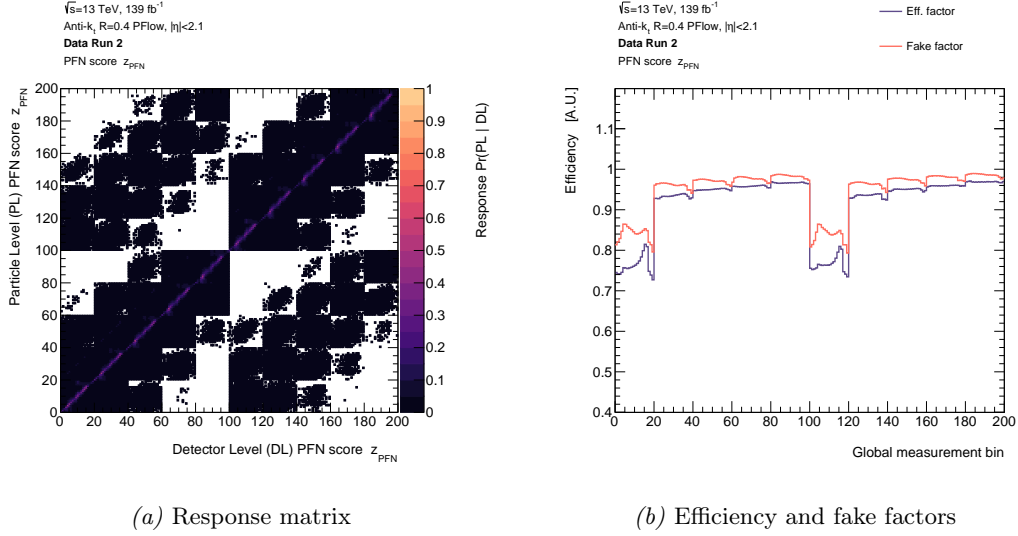 √s=13 TeV, 139 fb⁻¹
Anti-kₜ R=0.4 PFlow, |η|<2.1
Data Run 2
PFN score z_PFN
Particle Level (PL) PFN score z_PFN
200
180
160
140
120
100
80
60
40
20
0
0 20 40 60 80 100 120 140 160 180 200
Detector Level (DL) PFN score z_PFN
1
0.9
0.8
0.7
0.6
0.5
0.4
0.3
0.2
0.1
0
Response Pr(PL | DL)
(a) Response matrix
√s=13 TeV, 139 fb⁻¹
Anti-kₜ R=0.4 PFlow, |η|<2.1
Data Run 2
PFN score z_PFN
Eff. factor
Fake factor
Efficiency [A.U.]
1.1
1
0.9
0.8
0.7
0.6
0.5
0.4
0 20 40 60 80 100 120 140 160 180 200
Global measurement bin
(b) Efficiency and fake factors